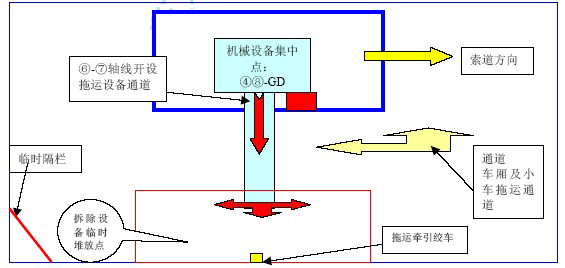 机械设备集中
点：
④⑧-GD
⑥-⑦轴线开设
拖运设备通道
索道方向
临时隔栏
通道
车厢及小
车拖运通
道
拆除设
备临时
堆放点
拖运牵引绞车